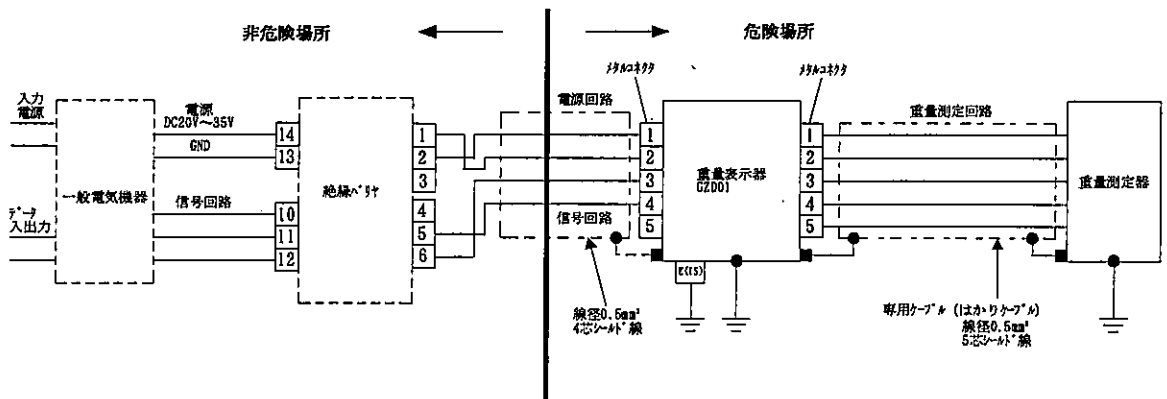 非危険場所
危険場所
メタルコネクタ
メタルコネクタ
入力
電源
電源
DC20V～35V
GND
電源回路
重量測定回路
14
13
1
2
3
1
2
3
4
5
1
2
3
4
5
一般電気機器
絶縁バリヤ
重量表示器
重量測定器
データ
入出力
信号回路
10
11
12
4
5
6
信号回路
E(IS)
線径0.5mm²
4芯シールド線
専用ケーブル (はかりケーブル)
線径0.5mm²
5芯シールド線